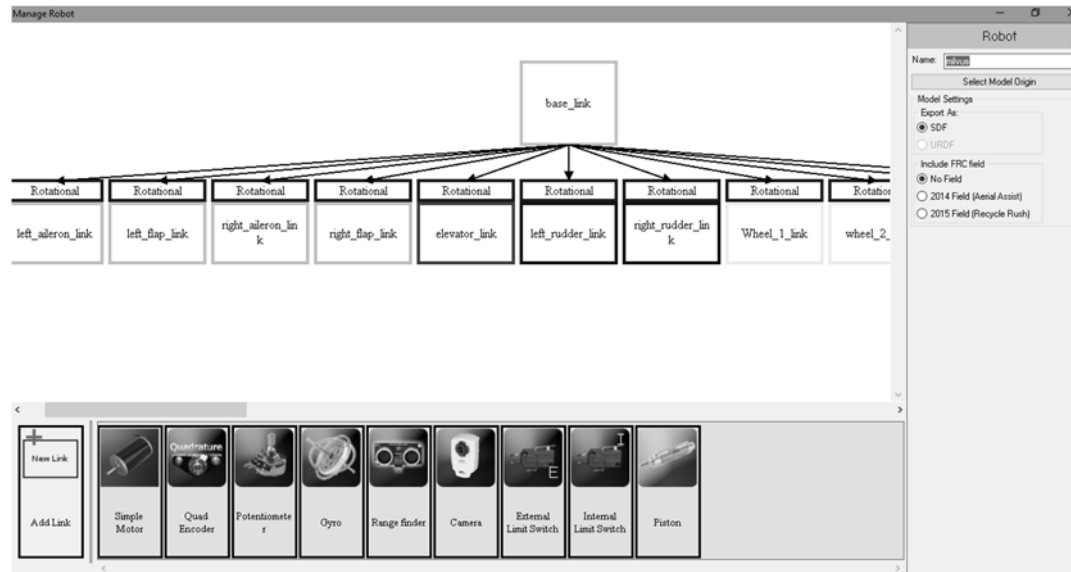 Manage Robot
Robot
Name: milvus
Select Model Origin
Model Settings
Export As:
SDF
URDF
Include FRC field
No Field
2014 Field (Aerial Assist)
2015 Field (Recycle Rush)
base_link
Rotational Rotational Rotational Rotational Rotational Rotational Rotational Rotational Rotation
left_aileron_link left_flap_link right_aileron_lin
k right_flap_link elevator_link left_rudder_link right_rudder_lin
k Wheel_1_link wheel_2_
New Link
Add Link
Simple
Motor
Quadrature
Quad
Encoder
Potentiomete
r
Gyro
Range finder
Camera
E
External
Limit Switch
I
Internal
Limit Switch
Piston